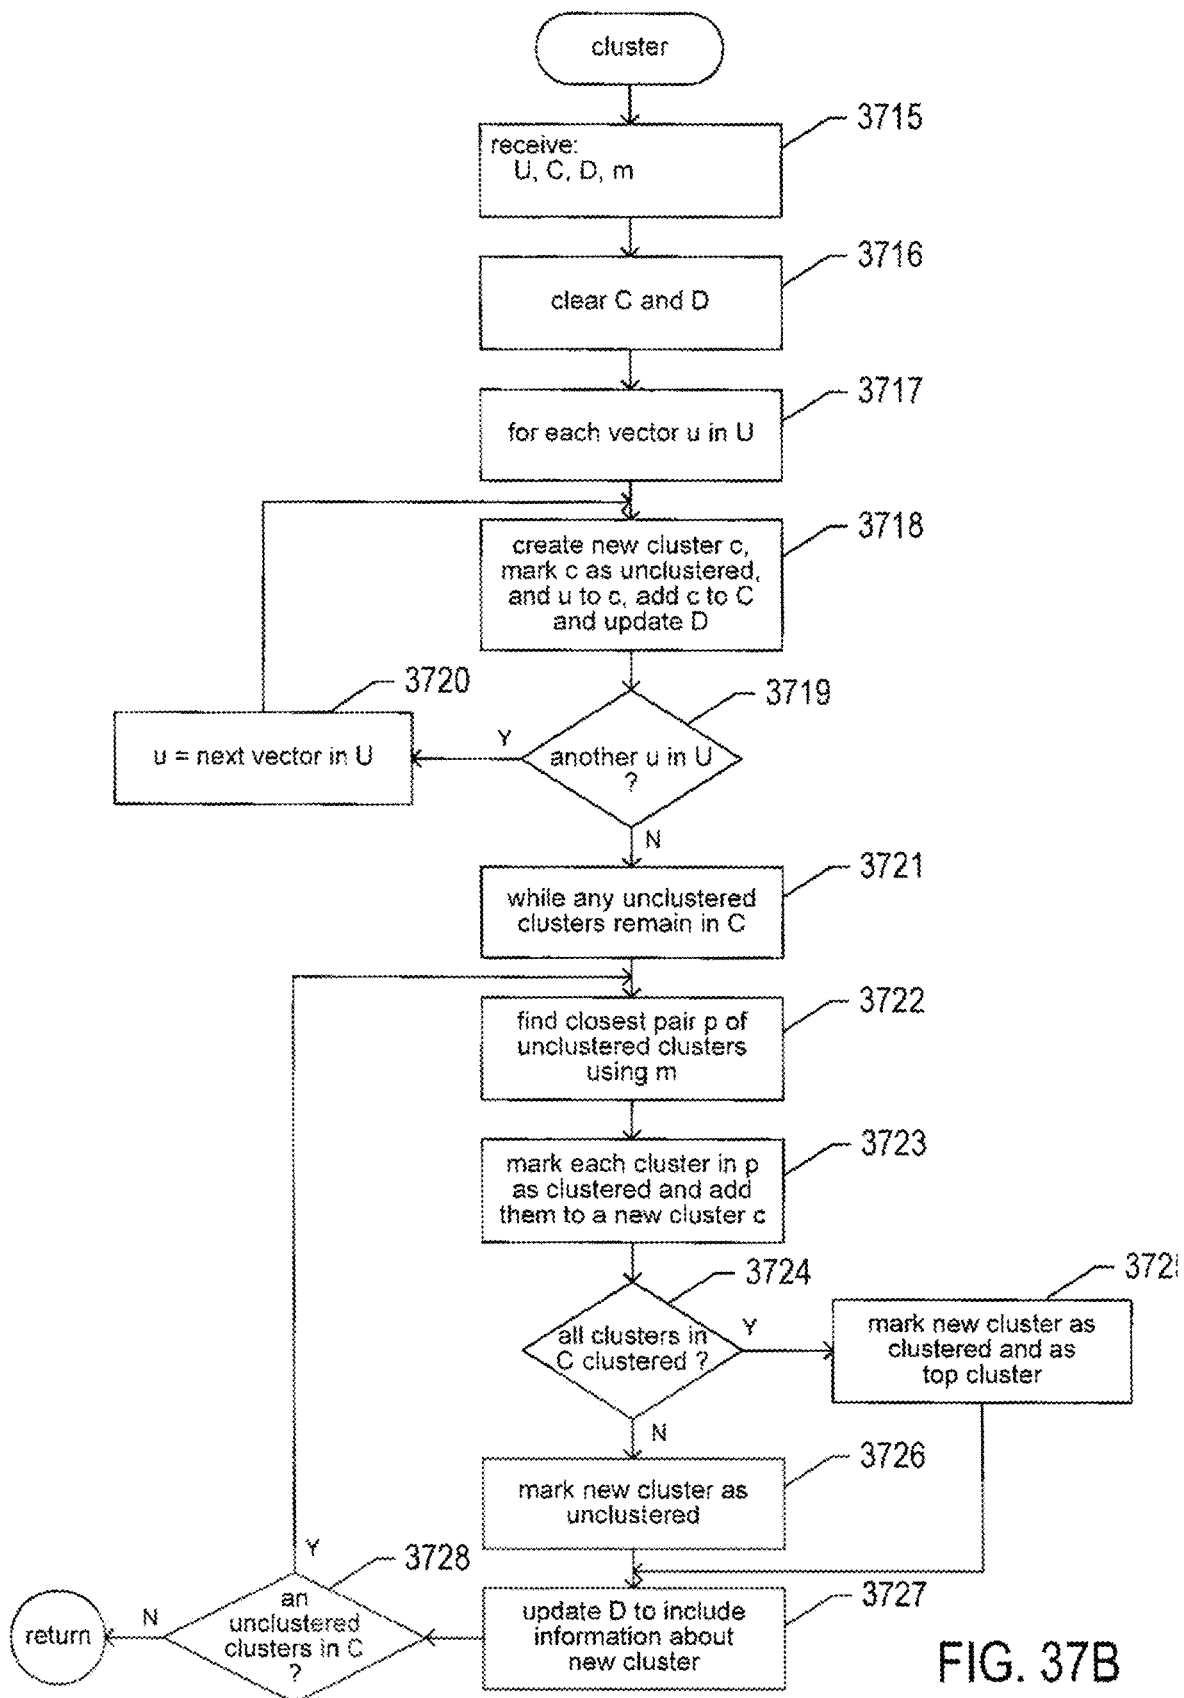 cluster
3715
receive:
U, C, D, m
3716
clear C and D
3717
for each vector u in U
3718
create new cluster c,
mark c as unclustered,
and u to c, add c to C
and update D
3720
3719
u = next vector in U
Y
another u in U
?
N
3721
while any unclustered
clusters remain in C
3722
find closest pair p of
unclustered clusters
using m
3723
mark each cluster in p
as clustered and add
them to a new cluster c
3724
372
all clusters in
C clustered ?
Y
mark new cluster as
clustered and as
top cluster
N
3726
mark new cluster as
unclustered
Y
3728
3727
return
N
an
unclustered
clusters in C
?
update D to include
information about
new cluster
FIG. 37B